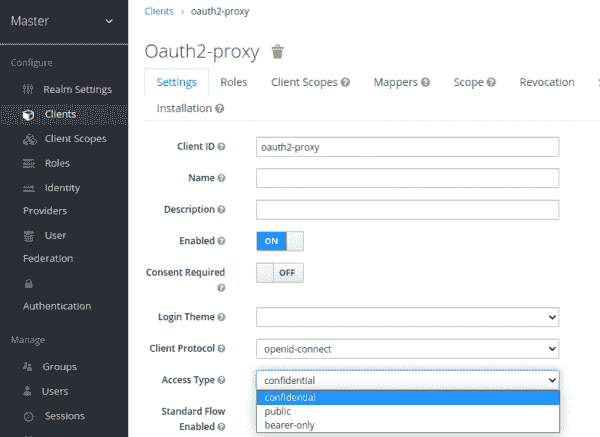 Master
Configure
Realm Settings
Clients
Client Scopes
Roles
Identity
Providers
User
Federation
Authentication
Manage
Groups
Users
Sessions
Clients > oauth2-proxy
Oauth2-proxy
Settings Roles Client Scopes Mappers Scope Revocation
Installation
Client ID oauth2-proxy
Name
Description
Enabled ON
Consent Required OFF
Login Theme
Client Protocol openid-connect
Access Type confidential
confidential
public
bearer-only
Standard Flow
Enabled